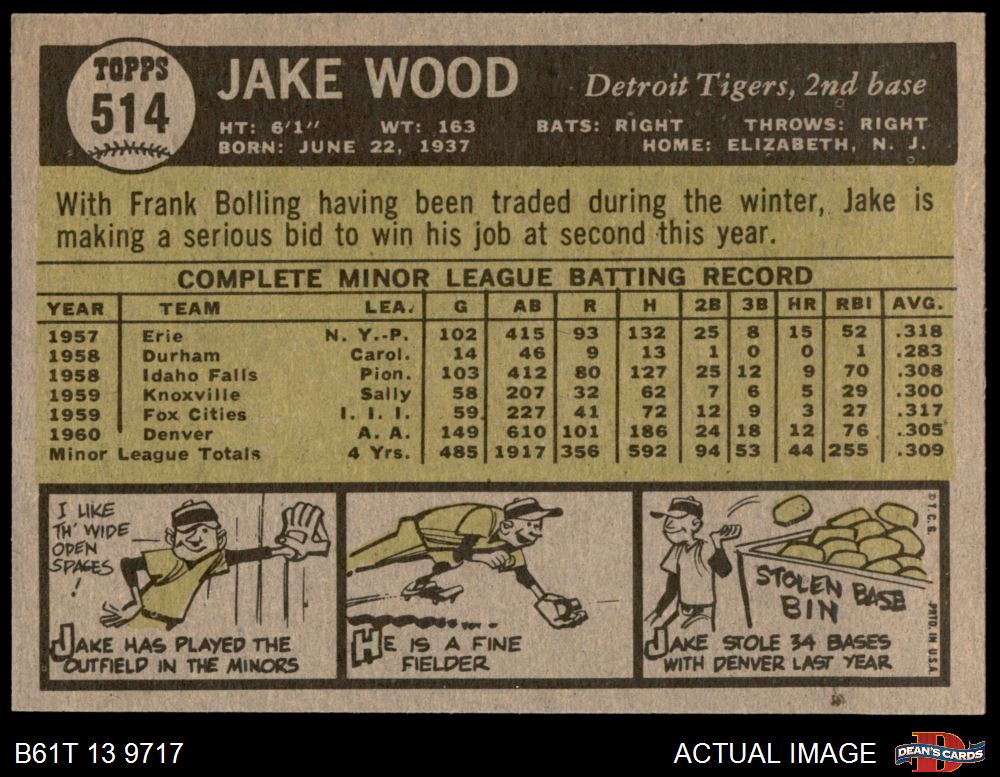 TOPPS
514
JAKE WOOD
Detroit Tigers, 2nd base
HT: 6'1" WT: 163 BATS: RIGHT THROWS: RIGHT
BORN: JUNE 22, 1937 HOME: ELIZABETH, N. J.
With Frank Bolling having been traded during the winter, Jake is
making a serious bid to win his job at second this year.
COMPLETE MINOR LEAGUE BATTING RECORD
YEAR TEAM LEA. G AB R H 2B 3B HR RBI AVG.
1957 Erie N. Y.-P. 102 415 93 132 25 8 15 52 .318
1958 Durham Carol. 14 46 9 13 1 0 0 1 .283
1958 Idaho Falls Pion. 103 412 80 127 25 12 9 70 .308
1959 Knoxville Sally 58 207 32 62 7 6 5 29 .300
1959 Fox Cities I. I. I. 59 227 41 72 12 9 3 27 .317
1960 Denver A. A. 149 610 101 186 24 18 12 76 .305
Minor League Totals 4 Yrs. 485 1917 356 592 94 53 44 255 .309
I LIKE
TH' WIDE
OPEN
SPACES
!
JAKE HAS PLAYED THE
OUTFIELD IN THE MINORS
HE IS A FINE
FIELDER
STOLEN BASE
BIN
JAKE STOLE 34 BASES
WITH DENVER LAST YEAR
© T. C. G.
PRTD. IN U.S.A.
B61T 13 9717
ACTUAL IMAGE
DEAN'S CARDS